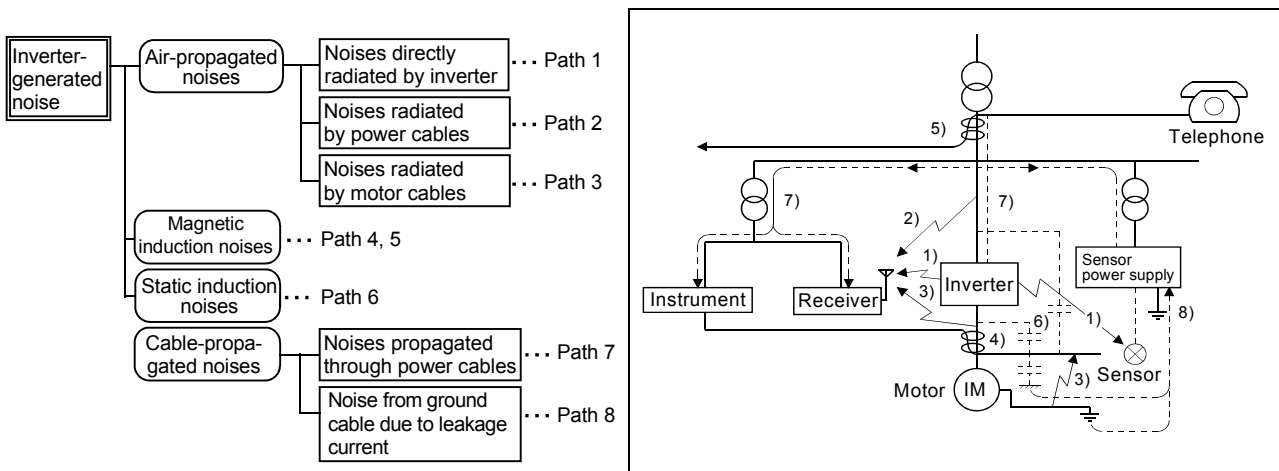 Inverter-
generated
noise
Air-propagated
noises
Noises directly
radiated by inverter
··· Path 1
Noises radiated
by power cables
··· Path 2
Noises radiated
by motor cables
··· Path 3
Magnetic
induction noises
··· Path 4, 5
Static induction
noises
··· Path 6
Cable-propa-
gated noises
Noises propagated
through power cables
··· Path 7
Noise from ground
cable due to leakage
current
··· Path 8
5)
Telephone
7)
7)
2)
1)
Sensor
power supply
Instrument
Receiver
Inverter
3)
6)
1)
8)
4)
Sensor
3)
Motor
IM